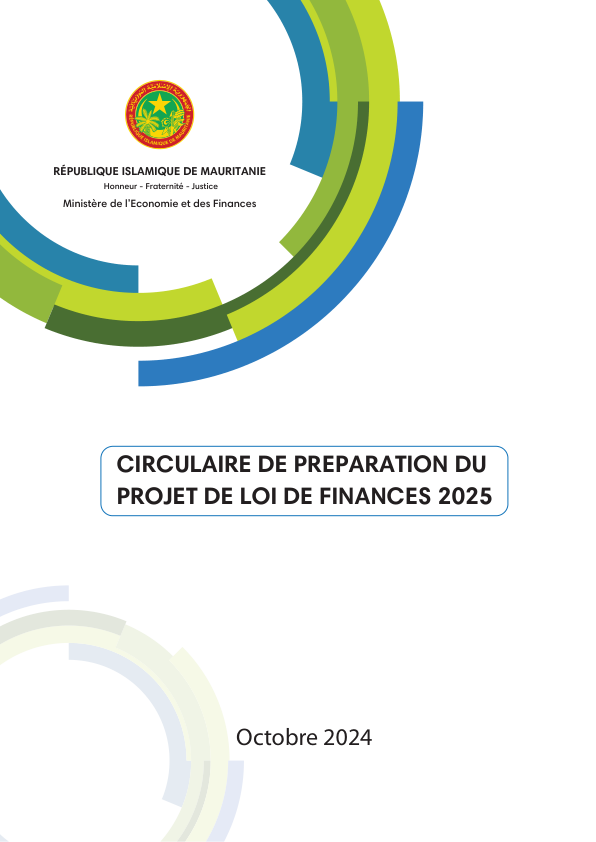 RÉPUBLIQUE ISLAMIQUE DE MAURITANIE
Honneur - Fraternité - Justice
Ministère de l'Economie et des Finances
CIRCULAIRE DE PREPARATION DU
PROJET DE LOI DE FINANCES 2025
Octobre 2024